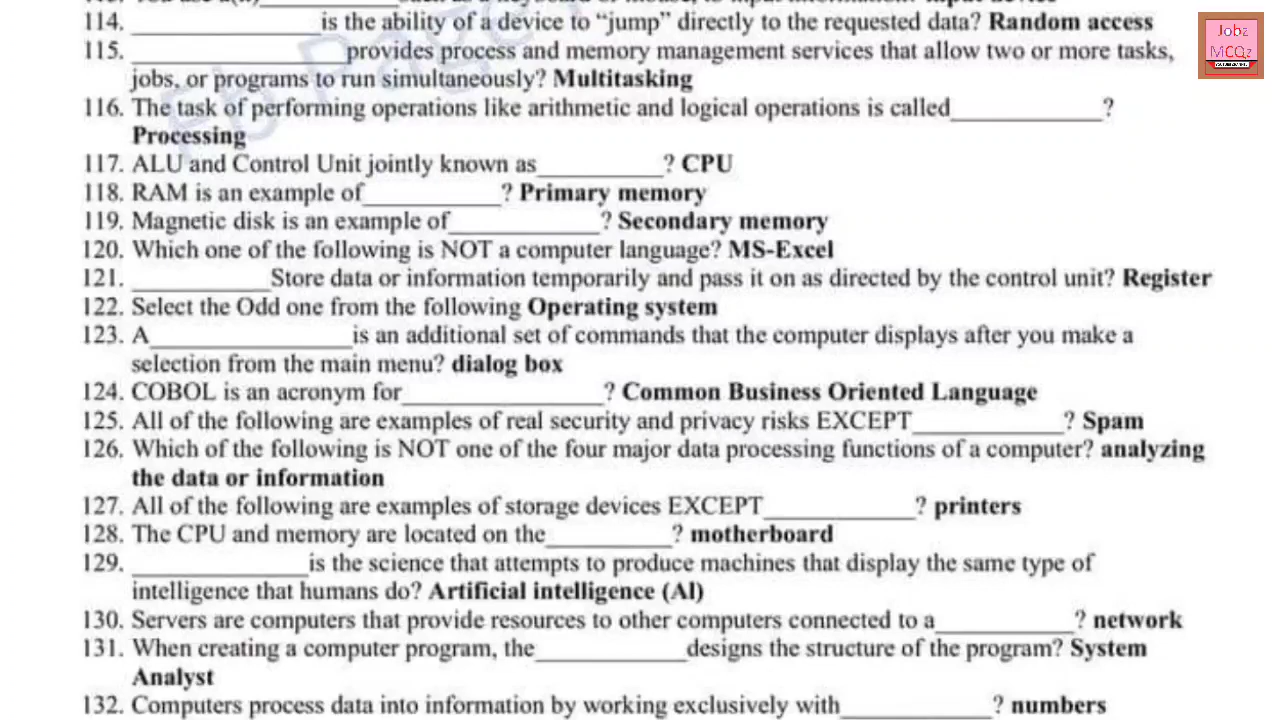 114. _______________is the ability of a device to “jump” directly to the requested data? Random access
115. _________________provides process and memory management services that allow two or more tasks,
jobs, or programs to run simultaneously? Multitasking
116. The task of performing operations like arithmetic and logical operations is called____________?
Processing
117. ALU and Control Unit jointly known as__________? CPU
118. RAM is an example of___________? Primary memory
119. Magnetic disk is an example of____________? Secondary memory
120. Which one of the following is NOT a computer language? MS-Excel
121. ___________Store data or information temporarily and pass it on as directed by the control unit? Register
122. Select the Odd one from the following Operating system
123. A________________is an additional set of commands that the computer displays after you make a
selection from the main menu? dialog box
124. COBOL is an acronym for________________? Common Business Oriented Language
125. All of the following are examples of real security and privacy risks EXCEPT____________? Spam
126. Which of the following is NOT one of the four major data processing functions of a computer? analyzing
the data or information
127. All of the following are examples of storage devices EXCEPT____________? printers
128. The CPU and memory are located on the__________? motherboard
129. ______________is the science that attempts to produce machines that display the same type of
intelligence that humans do? Artificial intelligence (AI)
130. Servers are computers that provide resources to other computers connected to a___________? network
131. When creating a computer program, the____________designs the structure of the program? System
Analyst
132. Computers process data into information by working exclusively with____________? numbers
Jobz
MCQz